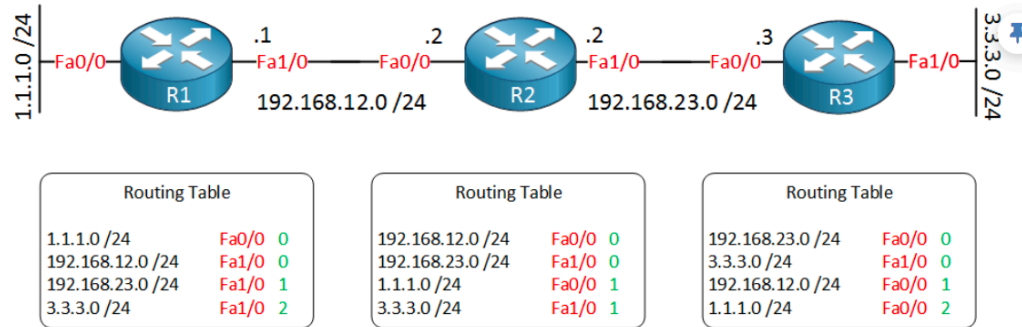 1.1.1.0 /24
Fa0/0
R1
.1
Fa1/0
192.168.12.0 /24
.2
Fa0/0
R2
.2
Fa1/0
192.168.23.0 /24
.3
Fa0/0
R3
Fa1/0
3.3.3.0 /24
Routing Table
1.1.1.0 /24 Fa0/0 0
192.168.12.0 /24 Fa1/0 0
192.168.23.0 /24 Fa1/0 1
3.3.3.0 /24 Fa1/0 2
Routing Table
192.168.12.0 /24 Fa0/0 0
192.168.23.0 /24 Fa1/0 0
1.1.1.0 /24 Fa0/0 1
3.3.3.0 /24 Fa1/0 1
Routing Table
192.168.23.0 /24 Fa0/0 0
3.3.3.0 /24 Fa1/0 0
192.168.12.0 /24 Fa0/0 1
1.1.1.0 /24 Fa0/0 2